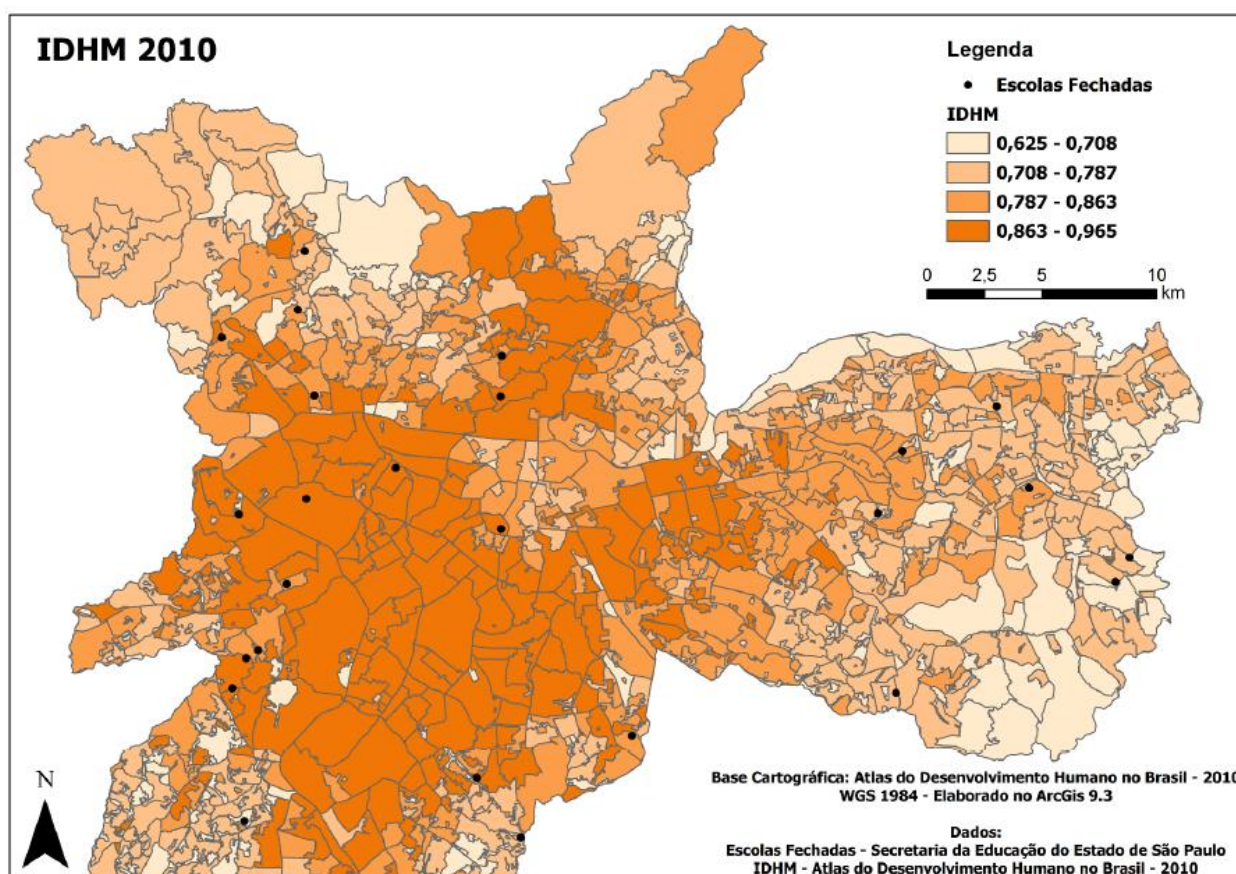 IDHM 2010
Legenda
Escolas Fechadas
IDHM
0,625 - 0,708
0,708 - 0,787
0,787 - 0,863
0,863 - 0,965
0 2,5 5 10
km
N
Base Cartográfica: Atlas do Desenvolvimento Humano no Brasil - 2010
WGS 1984 - Elaborado no ArcGis 9.3
Dados:
Escolas Fechadas - Secretaria da Educação do Estado de São Paulo
IDHM - Atlas do Desenvolvimento Humano no Brasil - 2010